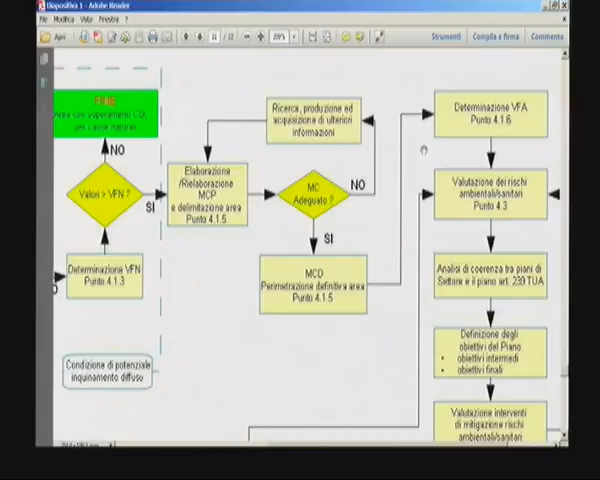 Diapositiva 1 - Adobe Reader
File Modifica Vista Finestra ?
Apri
11 / 12
Strumenti
Compila e firma
Commento
FINE
Area con superamenti CSC
per cause naturali
NO
Valori > VFN ?
SI
Determinazione VFN
Punto 4.1.3
Condizione di potenziale
inquinamento diffuso
Elaborazione
/Rielaborazione
MCP
e delimitazione area
Punto 4.1.5
Ricerca, produzione ed
acquisizione di ulteriori
informazioni
MC
Adeguato ?
NO
SI
MCD
Perimetrazione definitiva area
Punto 4.1.5
Determinazione VFA
Punto 4.1.6
Valutazione dei rischi
ambientali/sanitari
Punto 4.3
Analisi di coerenza tra piani di
Settore e il piano art. 239 TUA
Definizione degli
obiettivi del Piano
• obiettivi intermedi
• obiettivi finali
Valutazione interventi
di mitigazione rischi
ambientali/sanitari